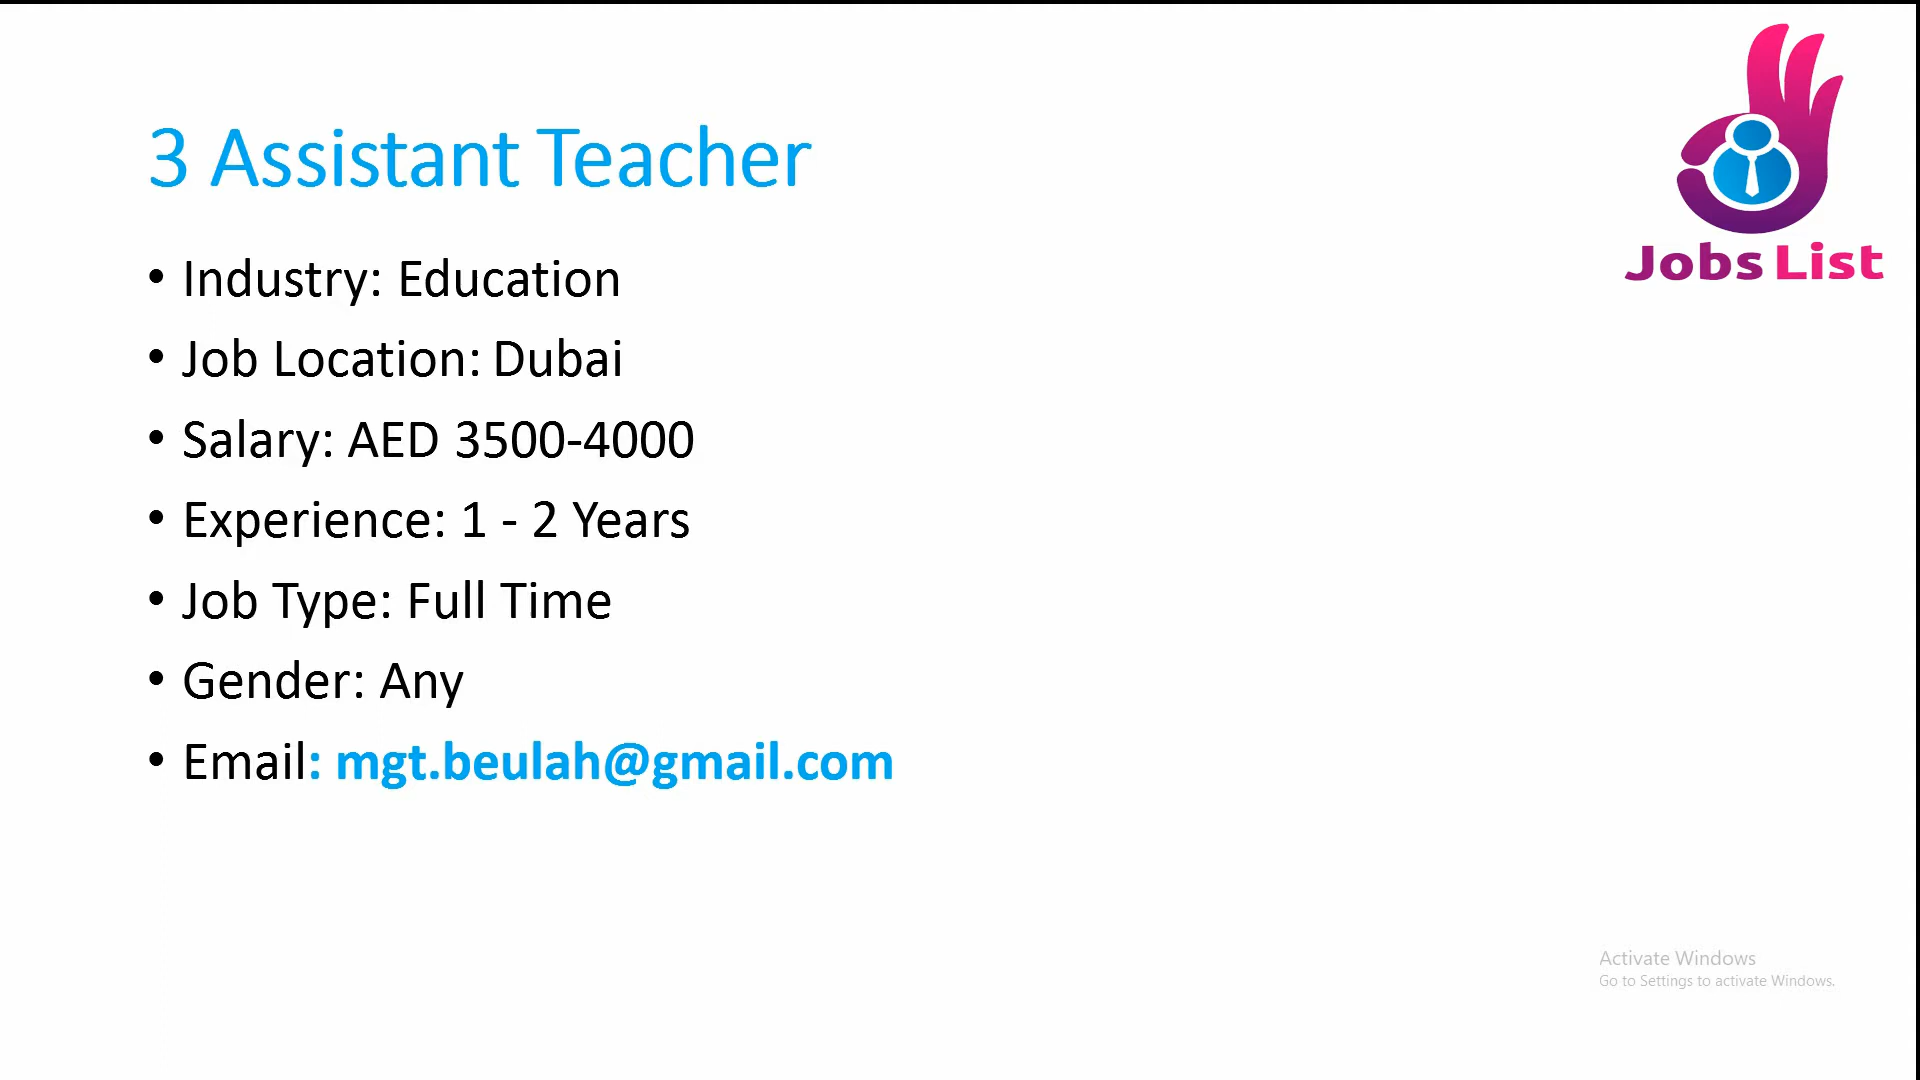 3 Assistant Teacher
• Industry: Education
• Job Location: Dubai
• Salary: AED 3500-4000
• Experience: 1 - 2 Years
• Job Type: Full Time
• Gender: Any
• Email: mgt.beulah@gmail.com
Jobs List
Activate Windows
Go to Settings to activate Windows.